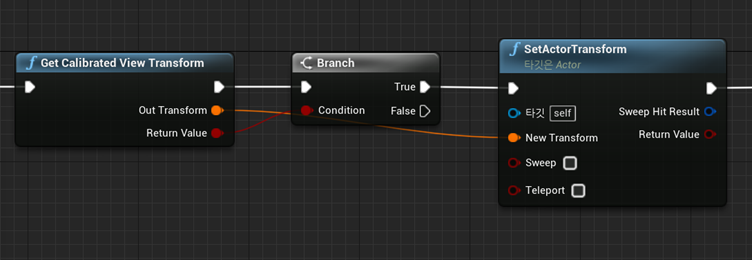 Get Calibrated View Transform
Out Transform
Return Value
Branch
True
Condition
False
SetActorTransform
타깃은 Actor
타깃 self
Sweep Hit Result
New Transform
Return Value
Sweep
Teleport